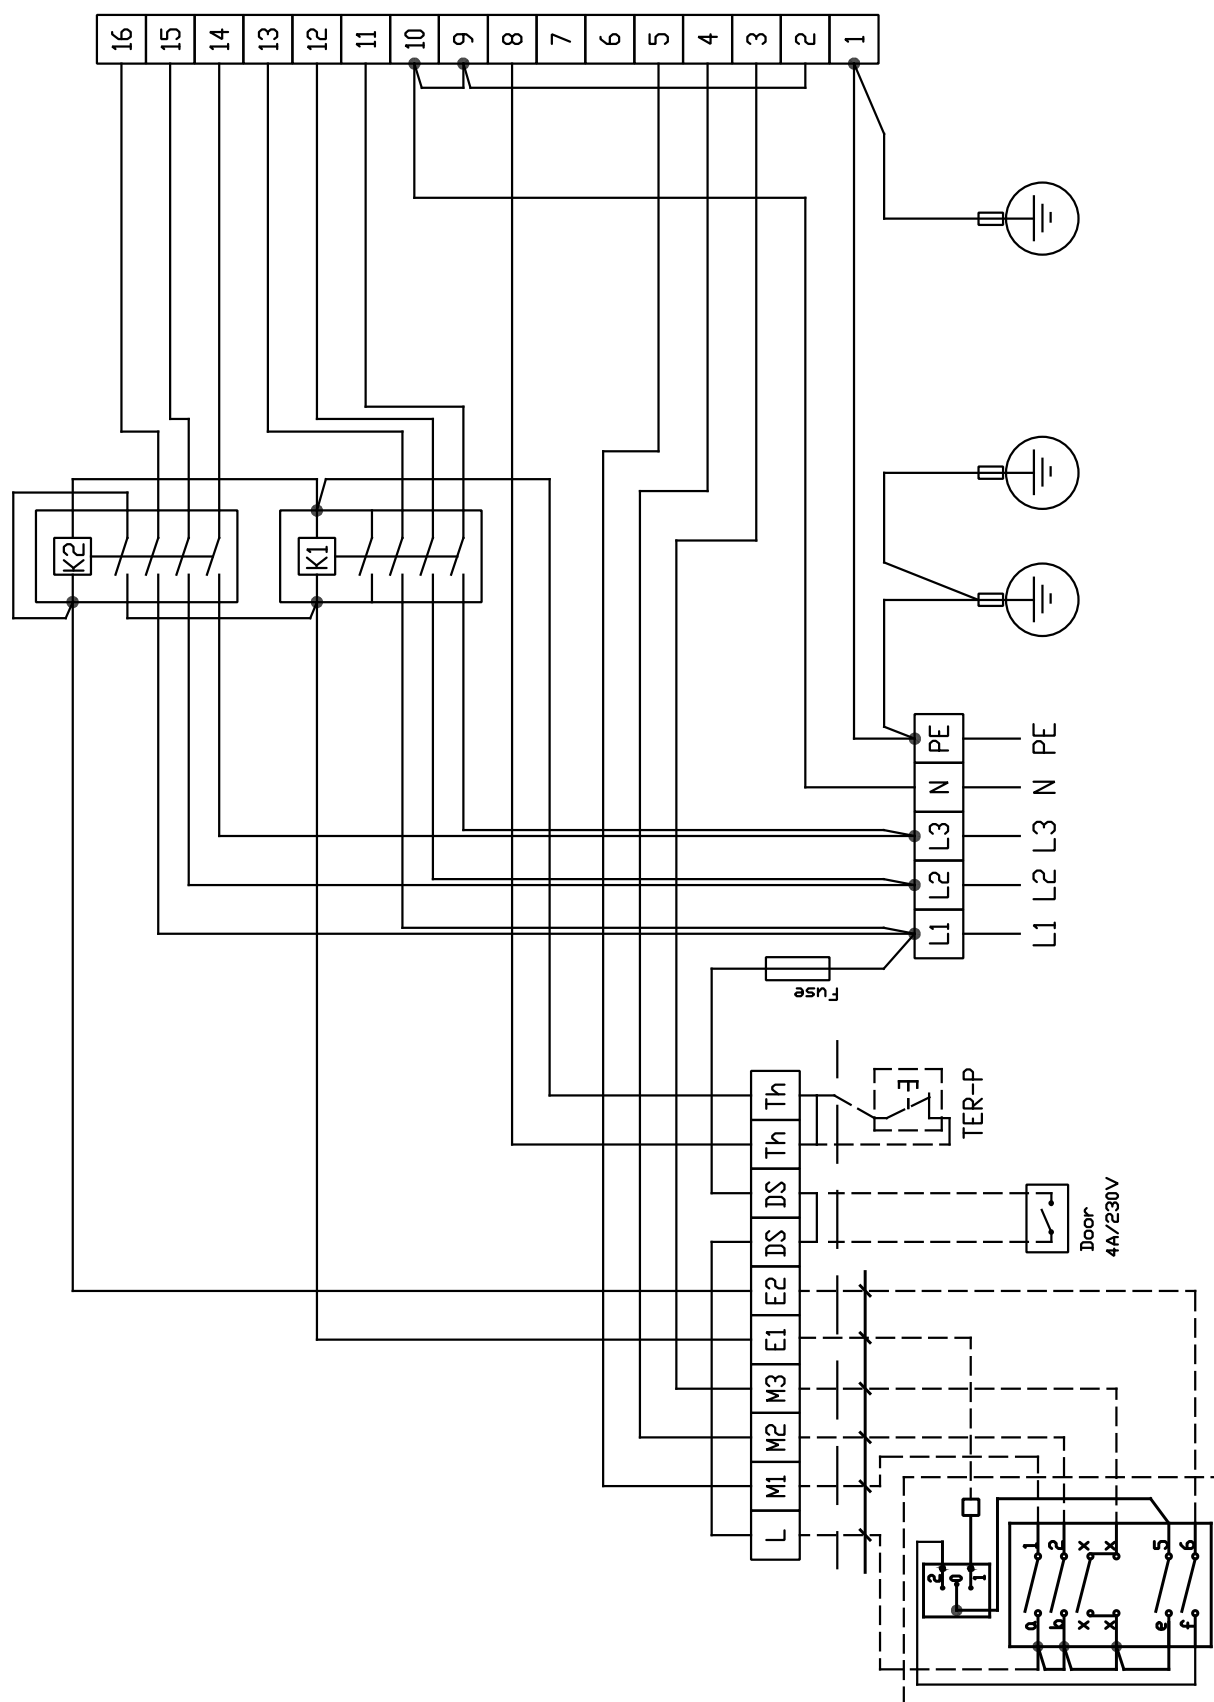 16 15 14 13 12 11 10 9 8 7 6 5 4 3 2 1
K2
K1
PE PE
N N
L3 L3
L2 L2
L1 L1
Fuse
Th
Th
TER-P
DS
DS
Door
4A/230V
E2
E1
M3
M2
M1
L
2 0 1
1 2 x x 5 6
a b x x e f